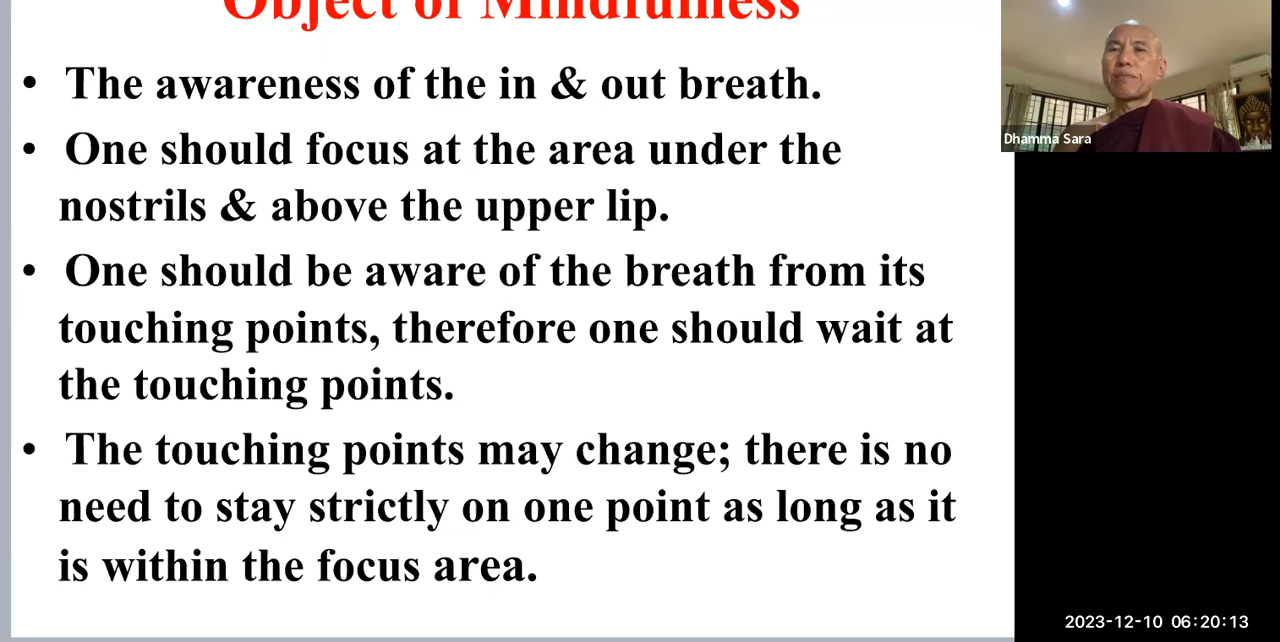 Object of Mindfulness
• The awareness of the in & out breath.
• One should focus at the area under the
nostrils & above the upper lip.
• One should be aware of the breath from its
touching points, therefore one should wait at
the touching points.
• The touching points may change; there is no
need to stay strictly on one point as long as it
is within the focus area.
Dhamma Sara
2023-12-10 06:20:13